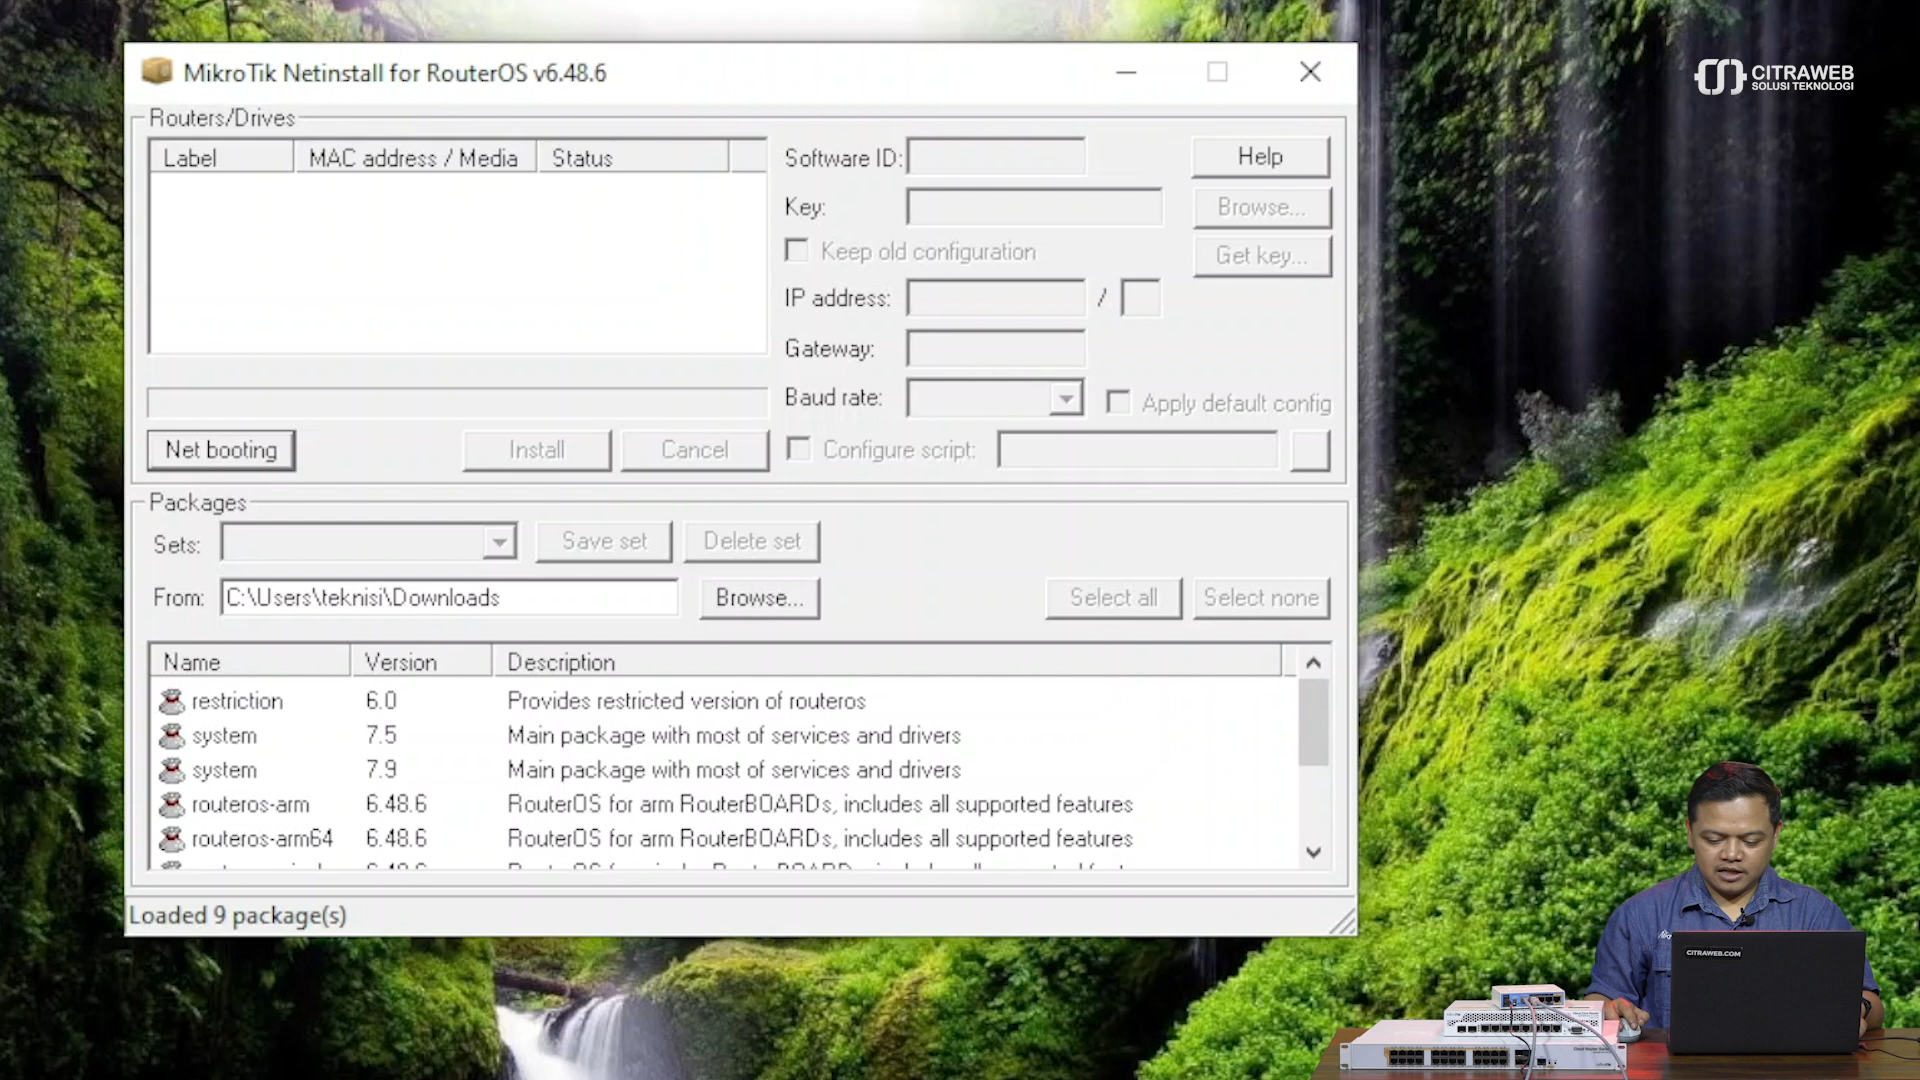 MikroTik Netinstall for RouterOS v6.48.6
CITRAWEB
SOLUSI TEKNOLOGI
Routers/Drives
Label MAC address / Media Status
Software ID:
Help
Key:
Browse...
Keep old configuration
Get key...
IP address: /
Gateway:
Baud rate:
Apply default config
Net booting Install Cancel
Configure script:
Packages
Sets: Save set Delete set
From: C:\Users\teknisi\Downloads Browse... Select all Select none
Name Version Description
restriction 6.0 Provides restricted version of routeros
system 7.5 Main package with most of services and drivers
system 7.9 Main package with most of services and drivers
routeros-arm 6.48.6 RouterOS for arm RouterBOARDs, includes all supported features
routeros-arm64 6.48.6 RouterOS for arm RouterBOARDs, includes all supported features
Loaded 9 package(s)
CITRAWEB.COM